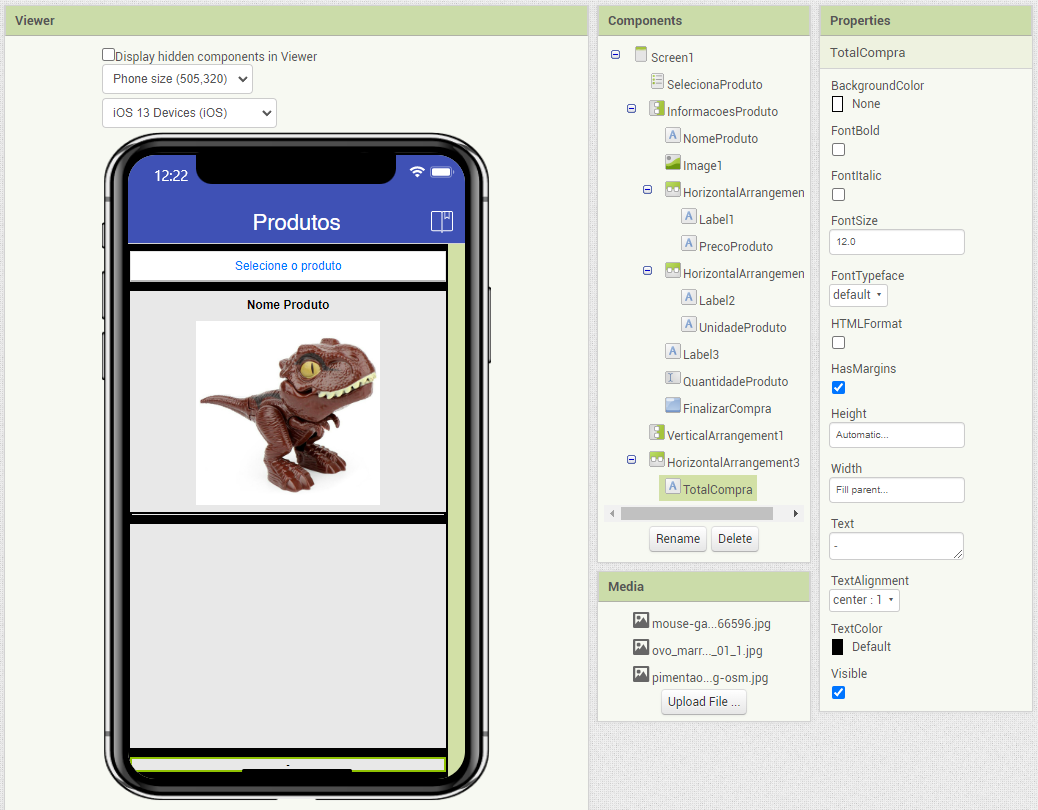 Viewer
Display hidden components in Viewer
Phone size (505,320)
iOS 13 Devices (iOS)
12:22
Produtos
Selecione o produto
Nome Produto
-
Components
Screen1
SelecionaProduto
InformacoesProduto
A NomeProduto
Image1
HorizontalArrangemen
A Label1
A PrecoProduto
HorizontalArrangemen
A Label2
A UnidadeProduto
A Label3
QuantidadeProduto
FinalizarCompra
VerticalArrangement1
HorizontalArrangement3
A TotalCompra
Rename Delete
Media
mouse-ga...66596.jpg
ovo_marr..._01_1.jpg
pimentao...g-osm.jpg
Upload File ...
Properties
TotalCompra
BackgroundColor
None
FontBold
FontItalic
FontSize
12.0
FontTypeface
default
HTMLFormat
HasMargins
Height
Automatic...
Width
Fill parent...
Text
-
TextAlignment
center : 1
TextColor
Default
Visible